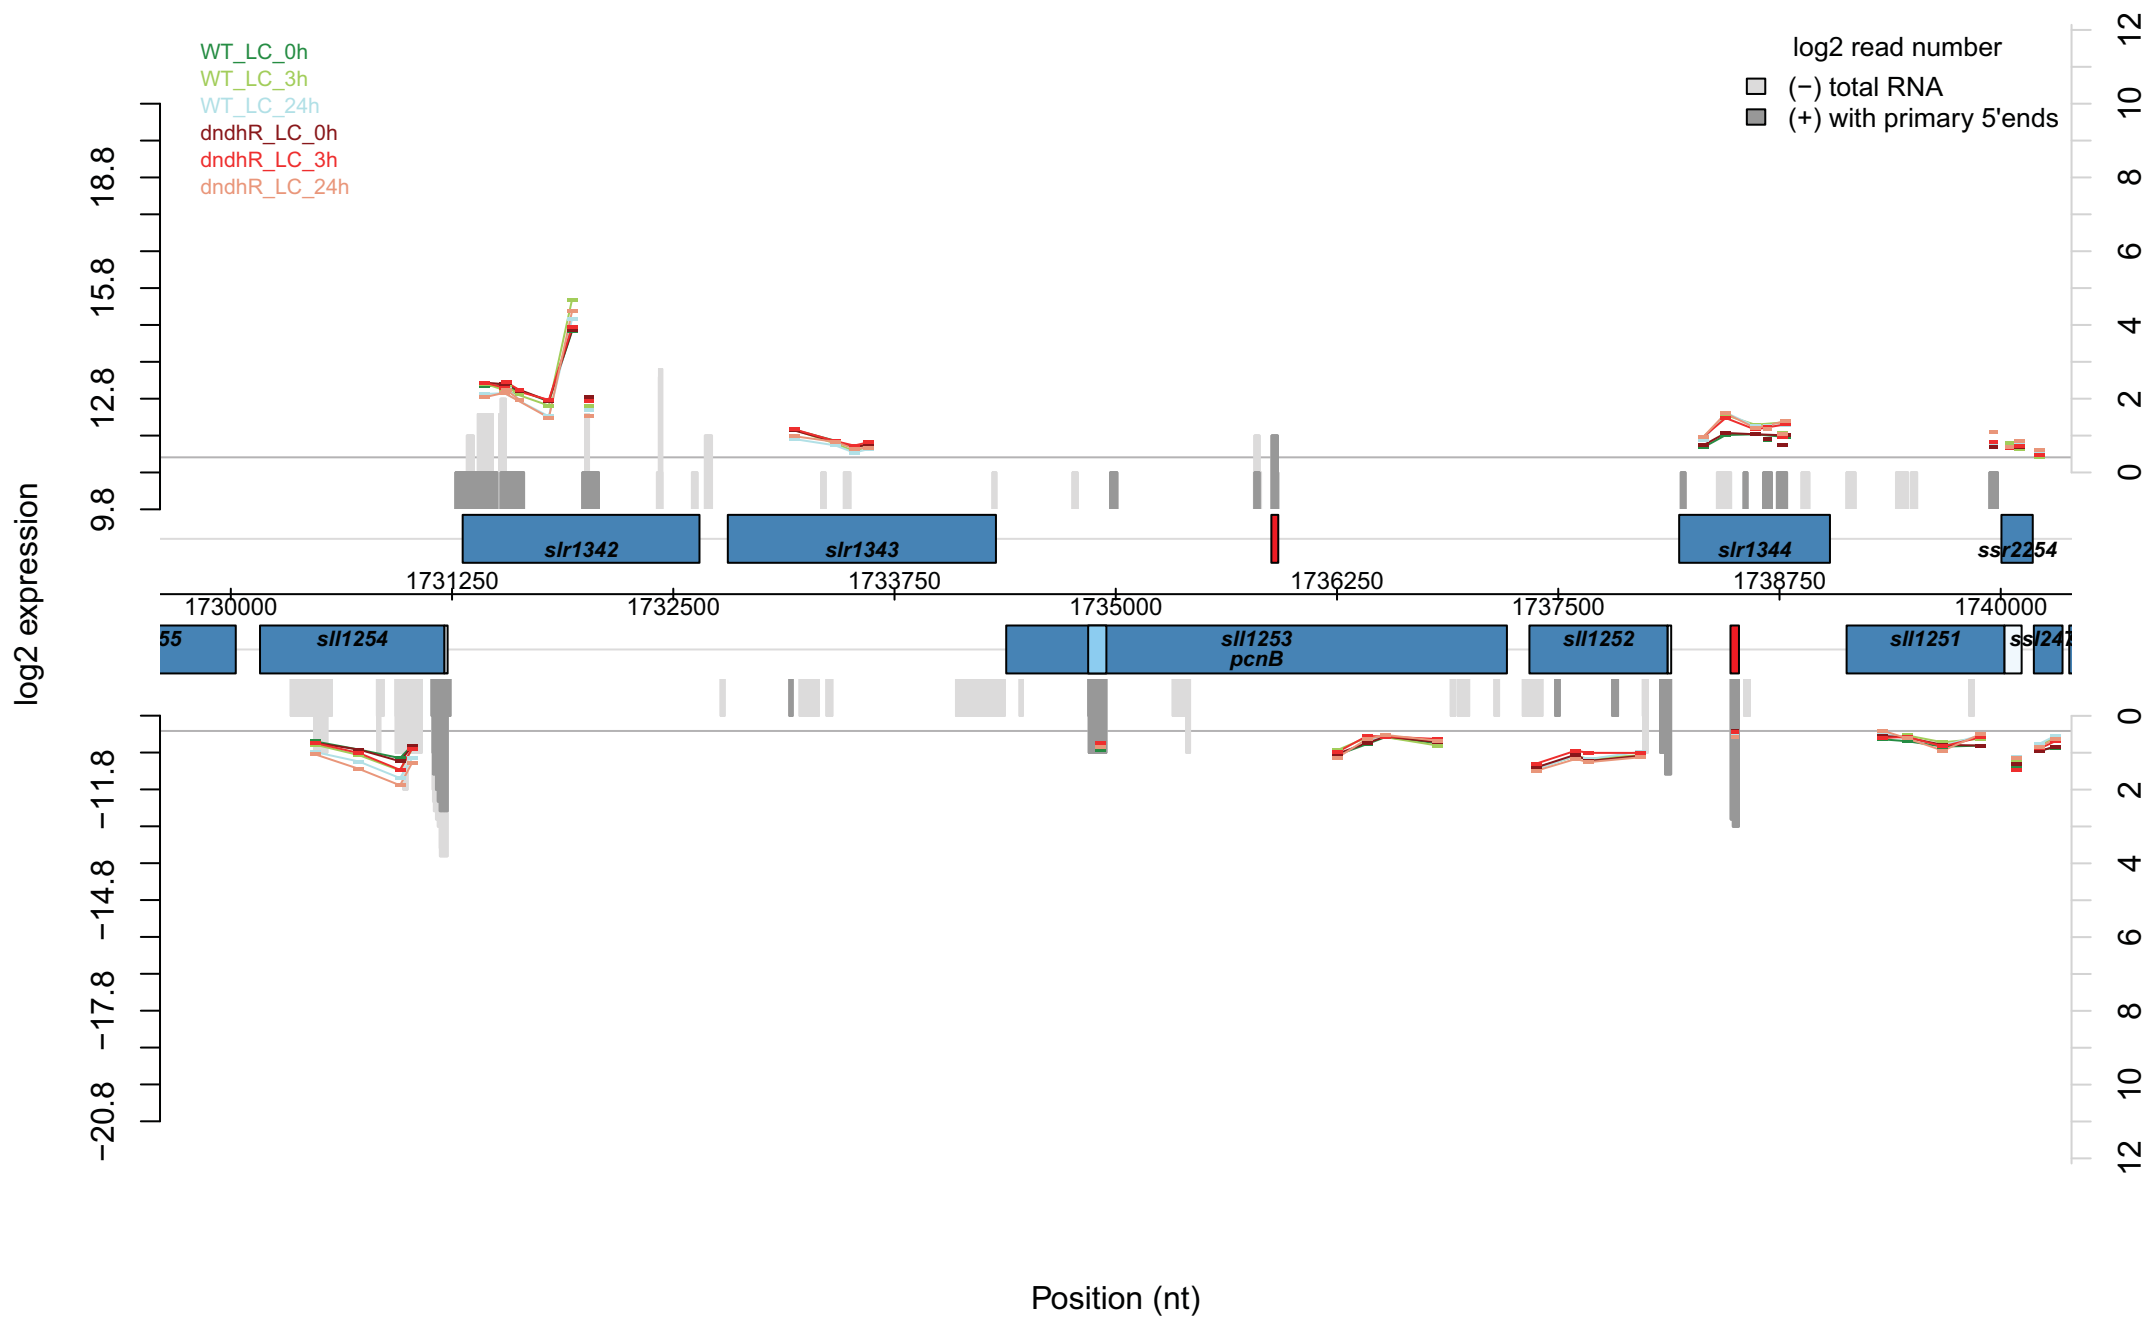 WT_LC_0h
WT_LC_3h
WT_LC_24h
dndhR_LC_0h
dndhR_LC_3h
dndhR_LC_24h
log2 read number
(−) total RNA
(+) with primary 5'ends
12
10
8
6
4
2
0
18.8
15.8
12.8
9.8
log2 expression
slr1342
slr1343
slr1344
ssr2254
1731250
1733750
1736250
1738750
1730000
1732500
1735000
1737500
1740000
55
sll1254
sll1253
pcnB
sll1252
sll1251
ssl247
−11.8
−14.8
−17.8
−20.8
0
2
4
6
8
10
12
Position (nt)